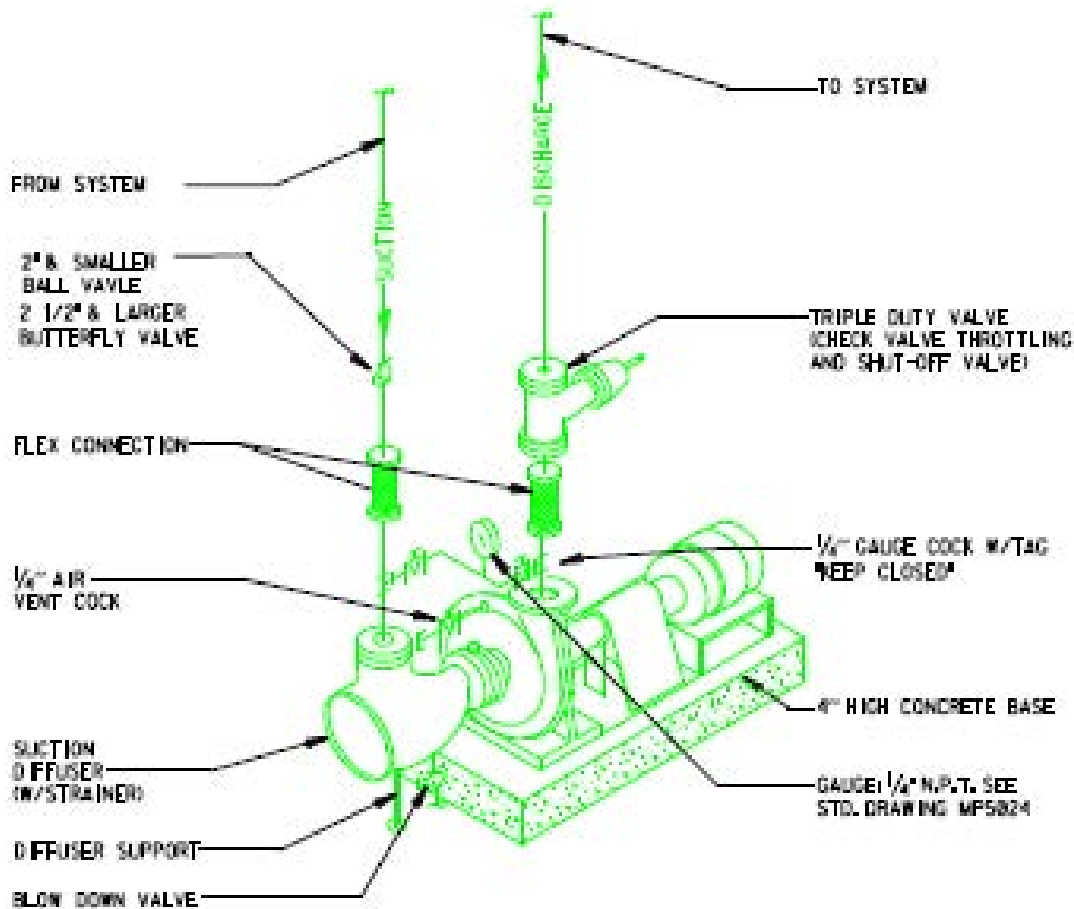 TO SYSTEM
DISCHARGE
FROM SYSTEM
SUCTION
2" & SMALLER
BALL VAVLE
2 1/2" & LARGER
BUTTERFLY VALVE
TRIPLE DUTY VALVE
(CHECK VALVE THROTTLING
AND SHUT-OFF VALVE)
FLEX CONNECTION
1/4" GAUGE COCK W/TAG
"KEEP CLOSED"
1/4" AIR
VENT COCK
4" HIGH CONCRETE BASE
SUCTION
DIFFUSER
(W/STRAINER)
GAUGE: 1/4" N.P.T. SEE
STD. DRAWING MP5024
DIFFUSER SUPPORT
BLOW DOWN VALVE